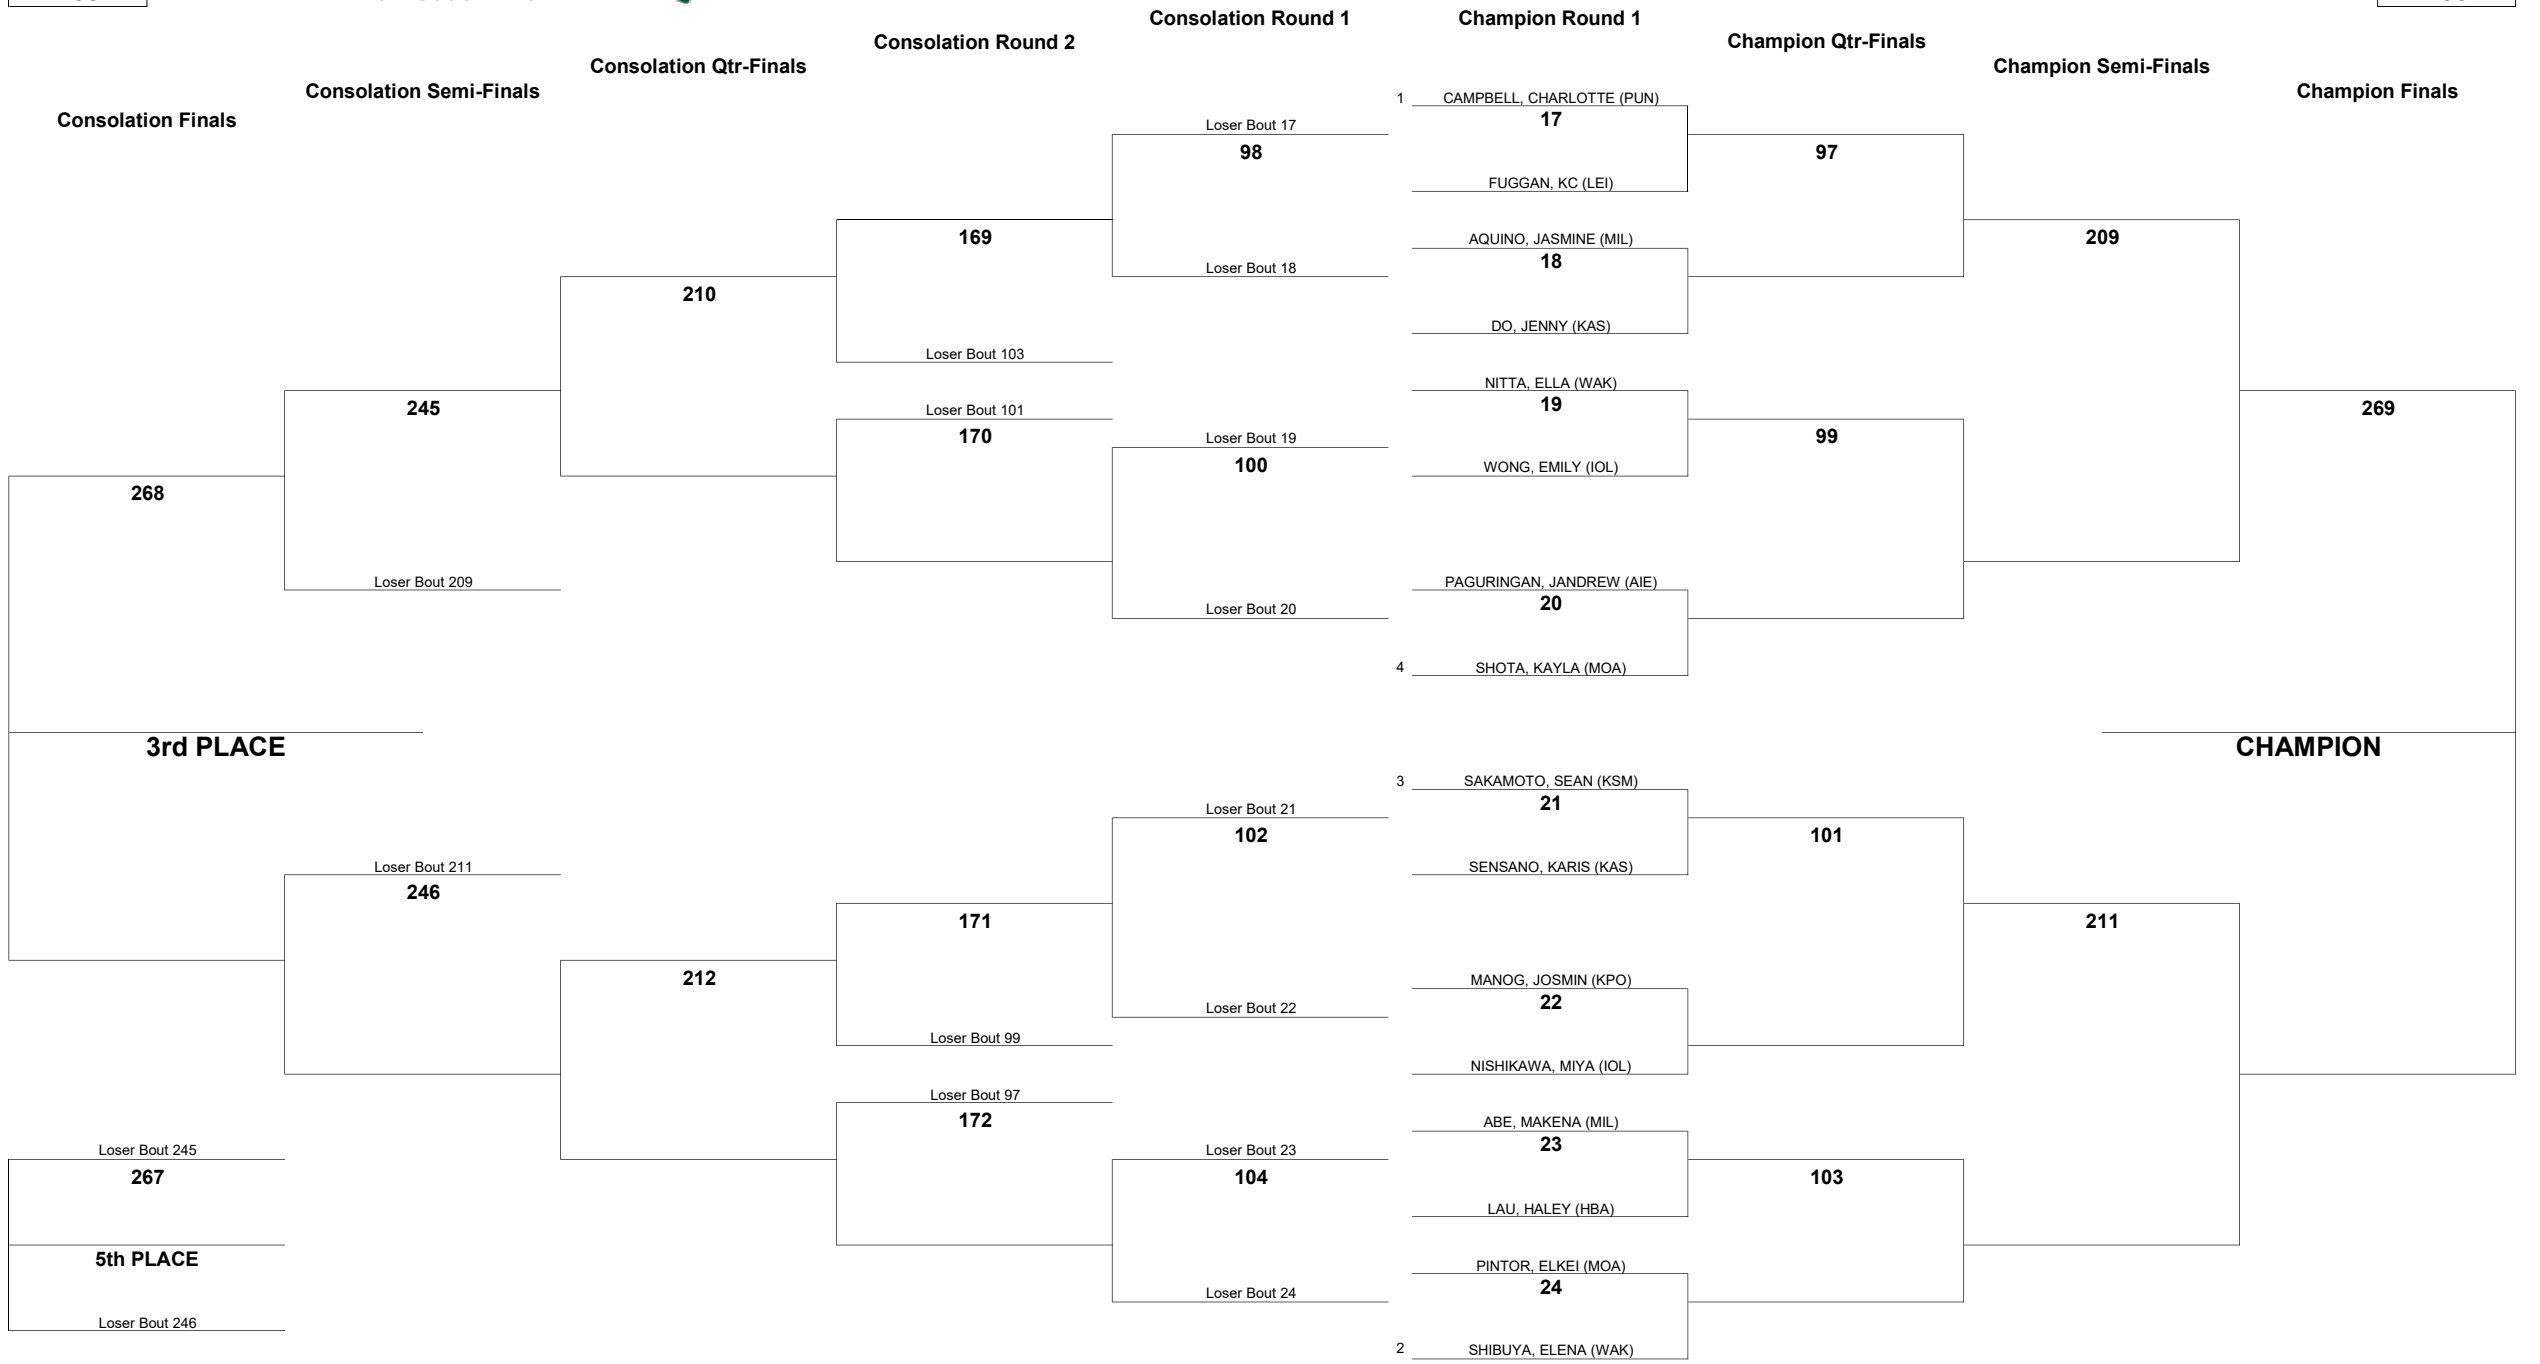 Consolation Round 1
Champion Round 1
Consolation Round 2
Champion Qtr-Finals
Consolation Qtr-Finals
Champion Semi-Finals
Consolation Semi-Finals
Champion Finals
Consolation Finals
1 CAMPBELL, CHARLOTTE (PUN)
17
FUGGAN, KC (LEI)
AQUINO, JASMINE (MIL)
18
DO, JENNY (KAS)
NITTA, ELLA (WAK)
19
WONG, EMILY (IOL)
PAGURINGAN, JANDREW (AIE)
20
4 SHOTA, KAYLA (MOA)
3 SAKAMOTO, SEAN (KSM)
21
SENSANO, KARIS (KAS)
MANOG, JOSMIN (KPO)
22
NISHIKAWA, MIYA (IOL)
ABE, MAKENA (MIL)
23
LAU, HALEY (HBA)
PINTOR, ELKEI (MOA)
24
2 SHIBUYA, ELENA (WAK)
97
99
101
103
209
211
269
CHAMPION
Loser Bout 17
98
Loser Bout 18
Loser Bout 19
100
Loser Bout 20
Loser Bout 21
102
Loser Bout 22
Loser Bout 23
104
Loser Bout 24
169
Loser Bout 103
Loser Bout 101
170
171
Loser Bout 99
Loser Bout 97
172
210
212
245
Loser Bout 209
Loser Bout 211
246
268
3rd PLACE
Loser Bout 245
267
5th PLACE
Loser Bout 246